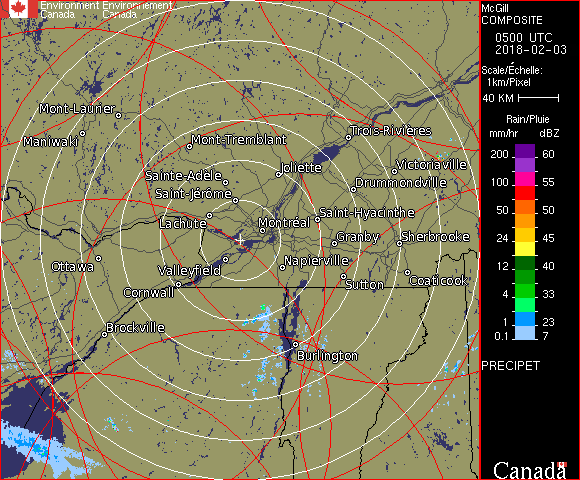 Environment Environnement
Canada Canada
McGill
COMPOSITE
0500 UTC
2018-02-03
Scale/Échelle:
1km/Pixel
40 KM
Rain/Pluie
mm/hr dBZ
200 60
150 57
100 55
50 50
24 45
12 40
4 33
1 23
0.1 7
PRECIPET
Canada
Mont-Laurier
Maniwaki
Mont-Tremblant
Trois-Rivières
Joliette
Victoriaville
Sainte-Adèle
Drummondville
Saint-Jérôme
Lachute
Montréal
Saint-Hyacinthe
Granby
Sherbrooke
Ottawa
Valleyfield
Napierville
Cornwall
Sutton
Coaticook
Brockville
Burlington